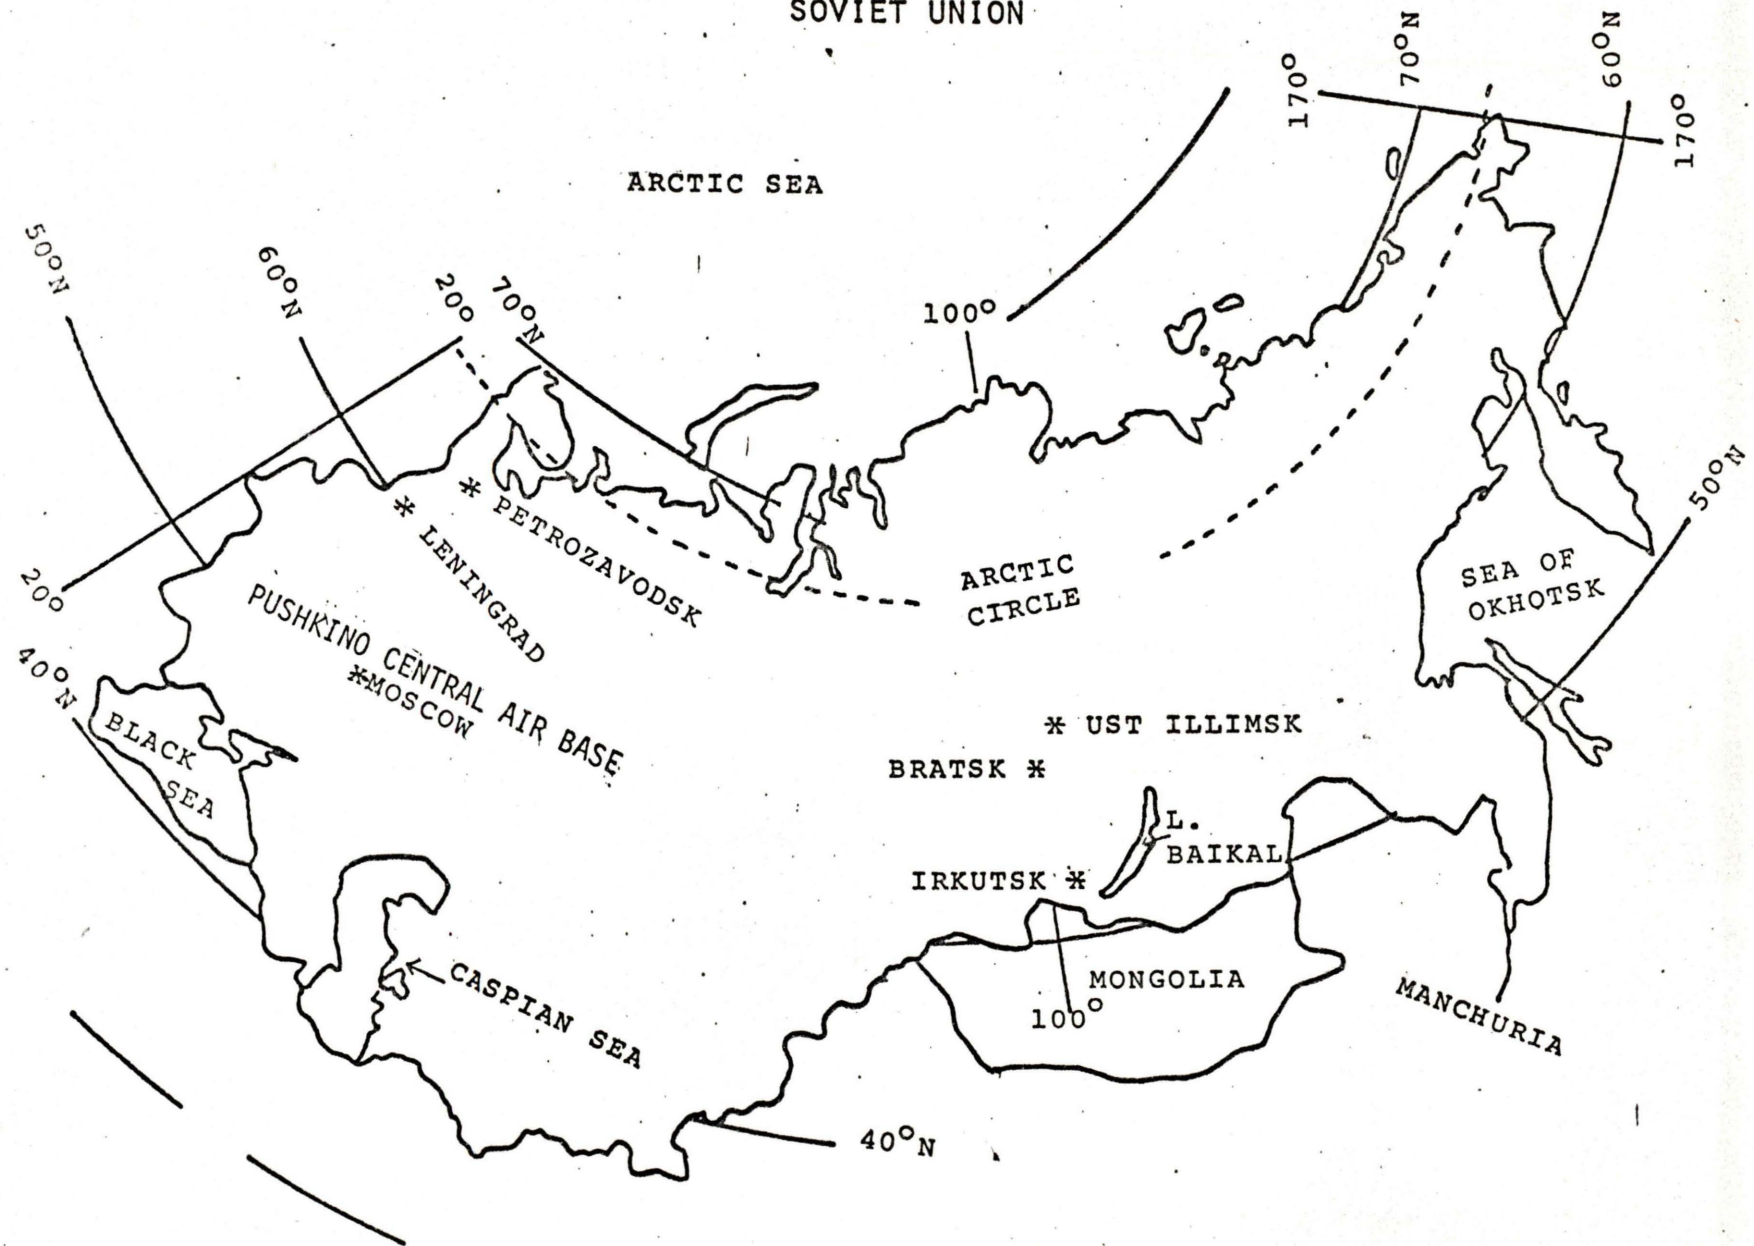 SOVIET UNION
170°
70°N
60°N
170°
ARCTIC SEA
50°N
60°N
20°
70°N
100°
50°N
* PETROZAVODSK
* LENINGRAD
ARCTIC
CIRCLE
SEA OF
OKHOTSK
20°
PUSHKINO CENTRAL AIR BASE
*MOSCOW
40°N
BLACK
SEA
* UST ILLIMSK
BRATSK *
L.
BAIKAL
IRKUTSK *
CASPIAN SEA
MONGOLIA
100°
MANCHURIA
40°N